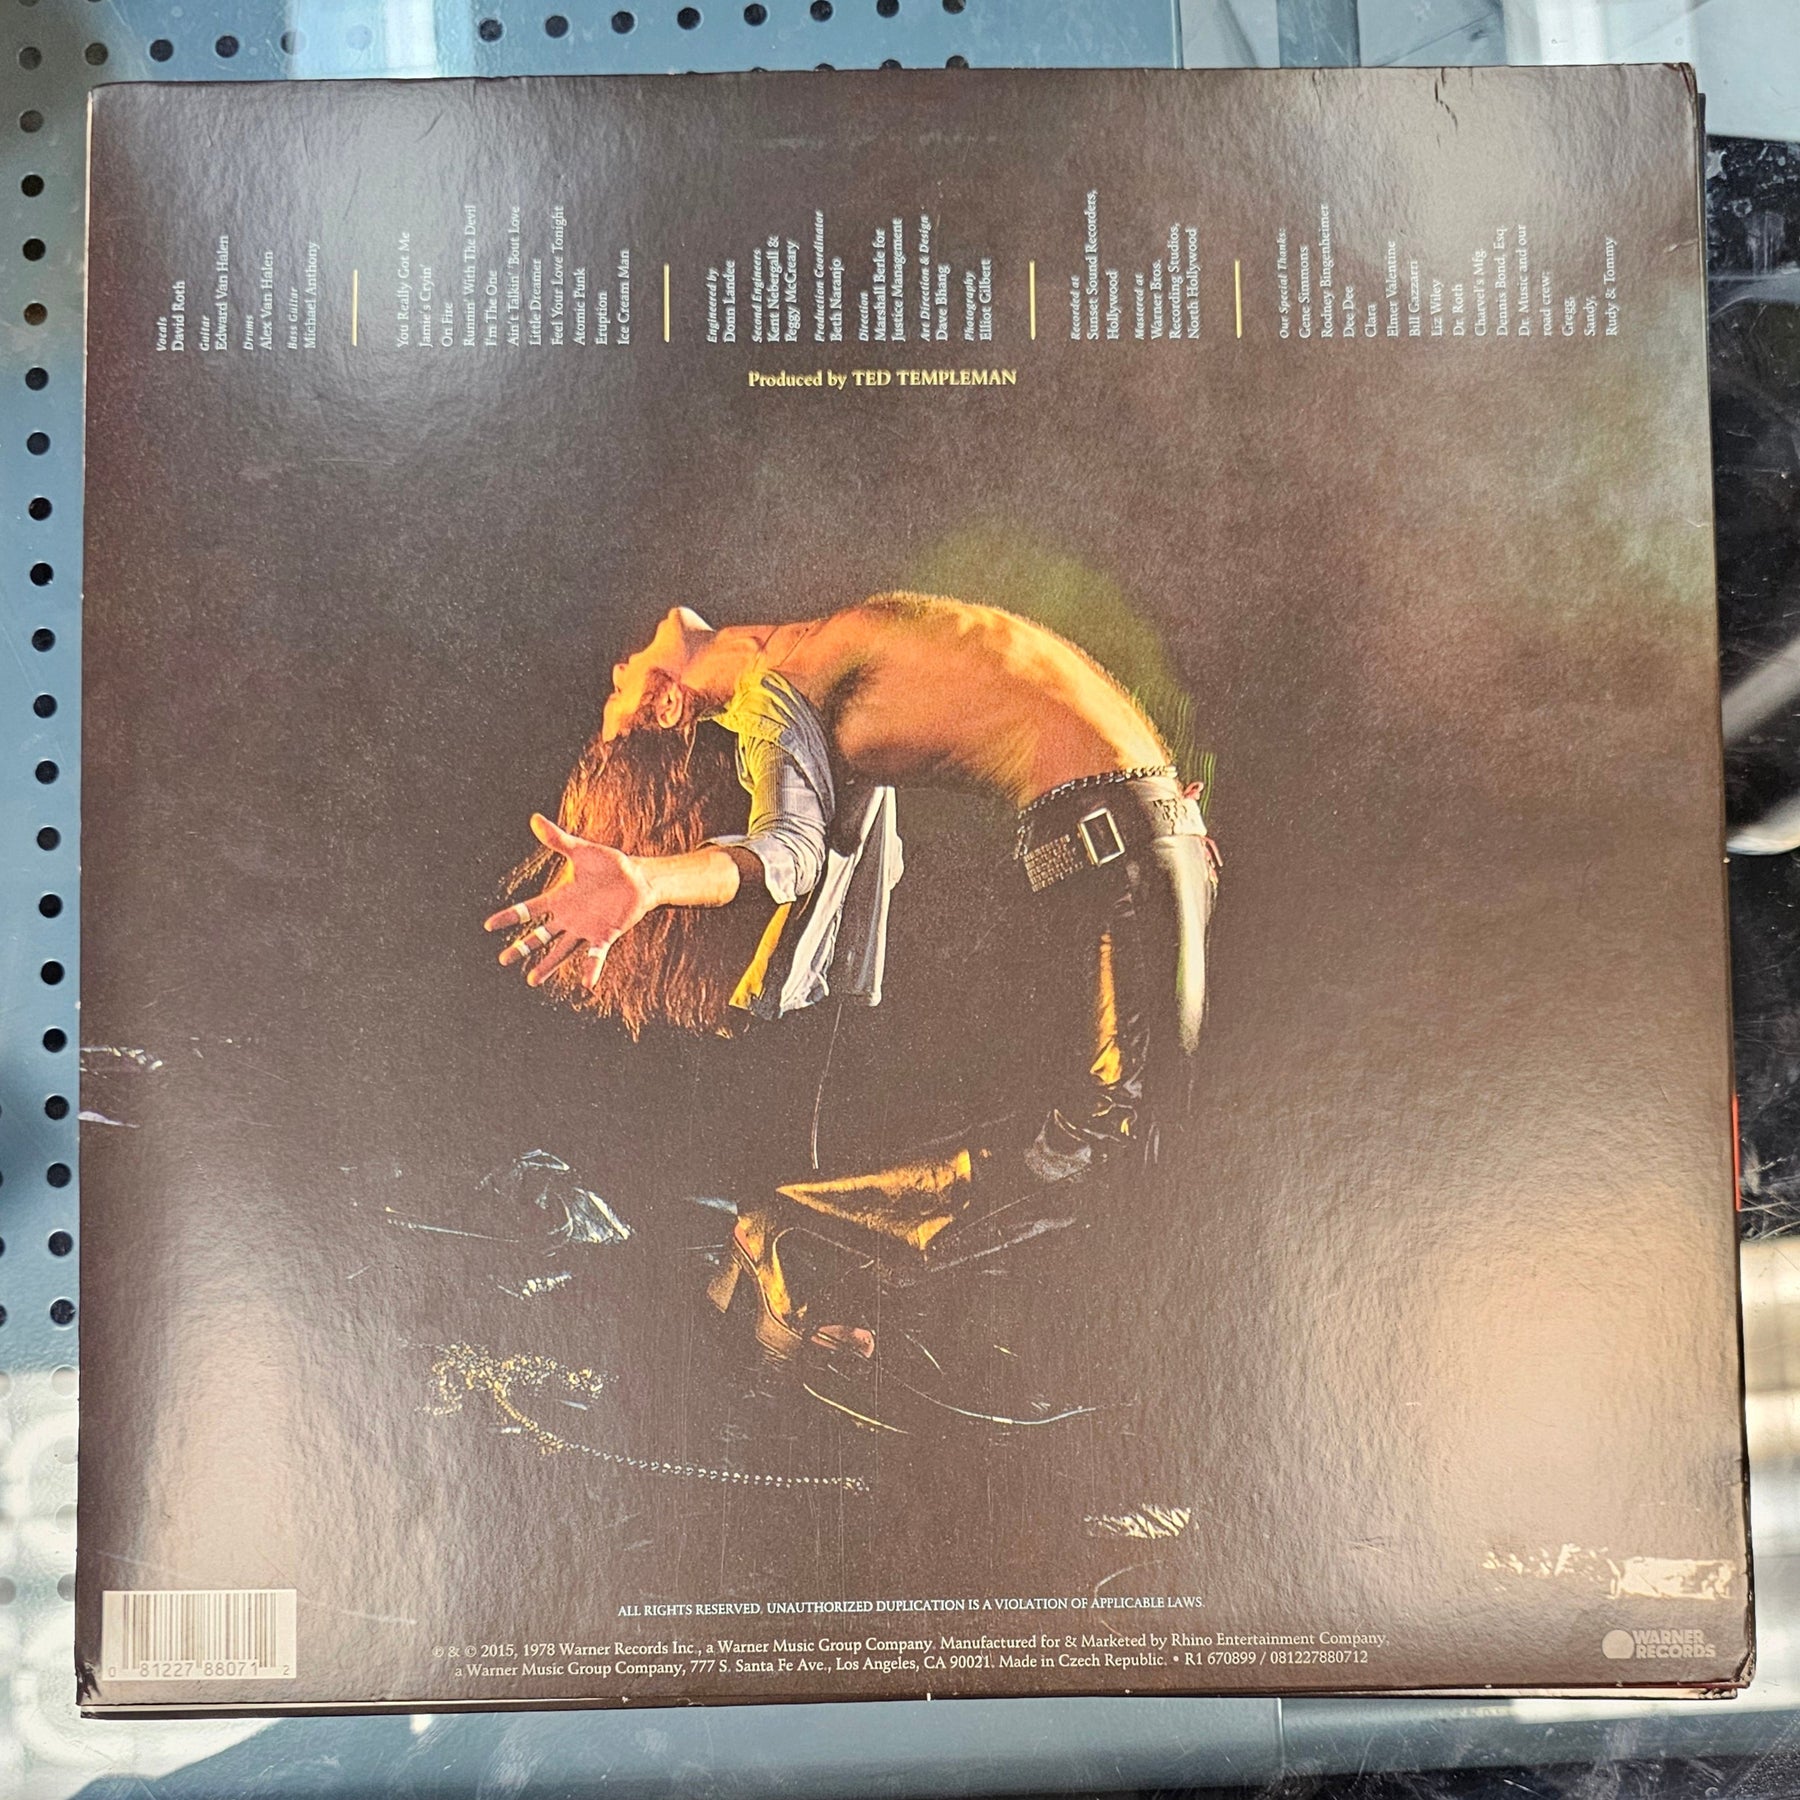 Vocals
David Roth
Guitar
Edward Van Halen
Drums
Alex Van Halen
Bass Guitar
Michael Anthony
You Really Got Me
Jamie's Cryin'
On Fire
Runnin' With The Devil
I'm The One
Ain't Talkin' 'Bout Love
Little Dreamer
Feel Your Love Tonight
Atomic Punk
Eruption
Ice Cream Man
Engineered by
Donn Landee
Second Engineers
Kent Nebergall &
Peggy McCreary
Production Coordinator
Beth Naranjo
Direction
Marshall Berle for
Justice Management
Art Direction & Design
Dave Bhang
Photography
Elliot Gilbert
Recorded at
Sunset Sound Recorders,
Hollywood
Mastered at
Warner Bros.
Recording Studios,
North Hollywood
Our Special Thanks:
Gene Simmons
Rodney Bingenheimer
Dee Dee
Clara
Elmer Valentine
Bill Gazzarri
Liz Wiley
Dr. Roth
Charvel's Mfg.
Dennis Bond, Esq.
Dr. Music and our
road crew:
Gregg,
Sandy,
Rudy & Tommy
Produced by TED TEMPLEMAN
ALL RIGHTS RESERVED. UNAUTHORIZED DUPLICATION IS A VIOLATION OF APPLICABLE LAWS.
℗ & © 2015, 1978 Warner Records Inc., a Warner Music Group Company. Manufactured for & Marketed by Rhino Entertainment Company,
a Warner Music Group Company, 777 S. Santa Fe Ave., Los Angeles, CA 90021. Made in Czech Republic. • R1 670899 / 081227880712
0 81227 88071 2
WARNER
RECORDS